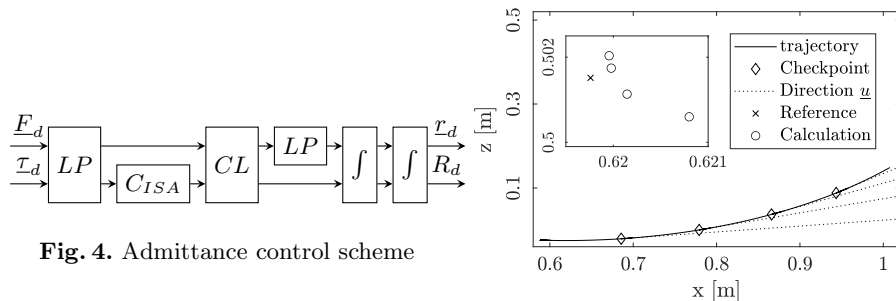 F_d
τ_d
LP
C_ISA
CL
LP
∫
∫
r_d
R_d
Fig. 4. Admittance control scheme
0.5
0.3
0.1
z [m]
0.502
0.5
0.62
0.621
trajectory
Checkpoint
Direction u
Reference
Calculation
0.6
0.7
0.8
0.9
1
x [m]